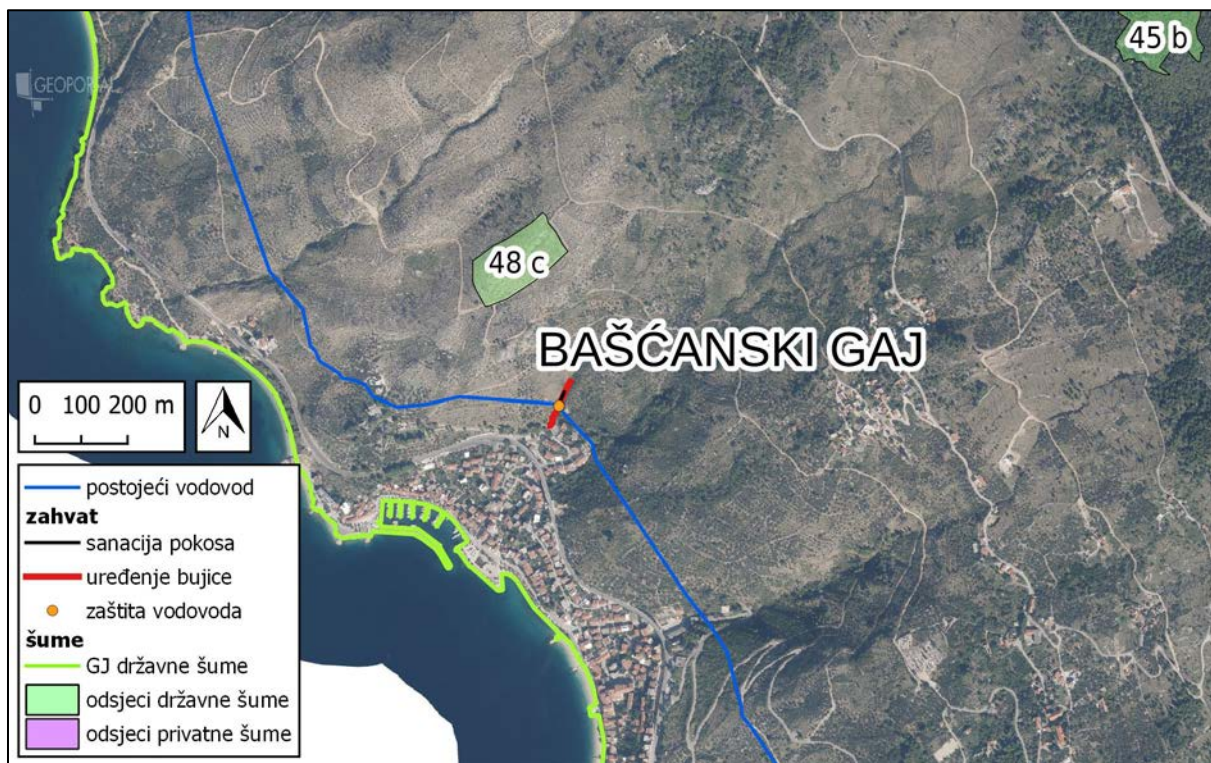 GEOPORTAL
45 b
48 c
BAŠĆANSKI GAJ
0 100 200 m
N
postojeći vodovod
zahvat
sanacija pokosa
uređenje bujice
zaštita vodovoda
šume
GJ državne šume
odsjeci državne šume
odsjeci privatne šume